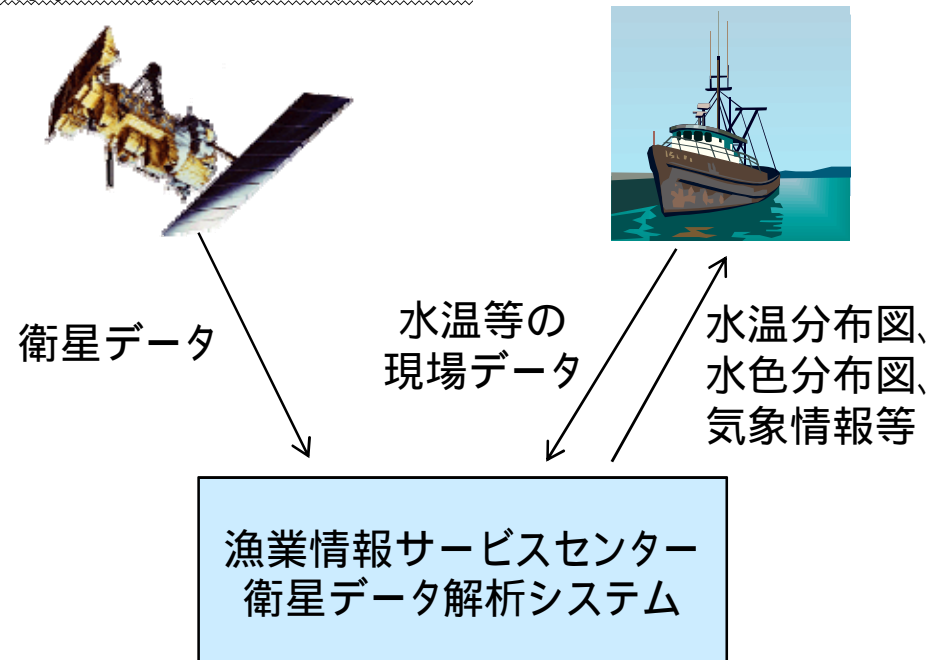 衛星データ
水温等の
現場データ
水温分布図、
水色分布図、
気象情報等
漁業情報サービスセンター
衛星データ解析システム